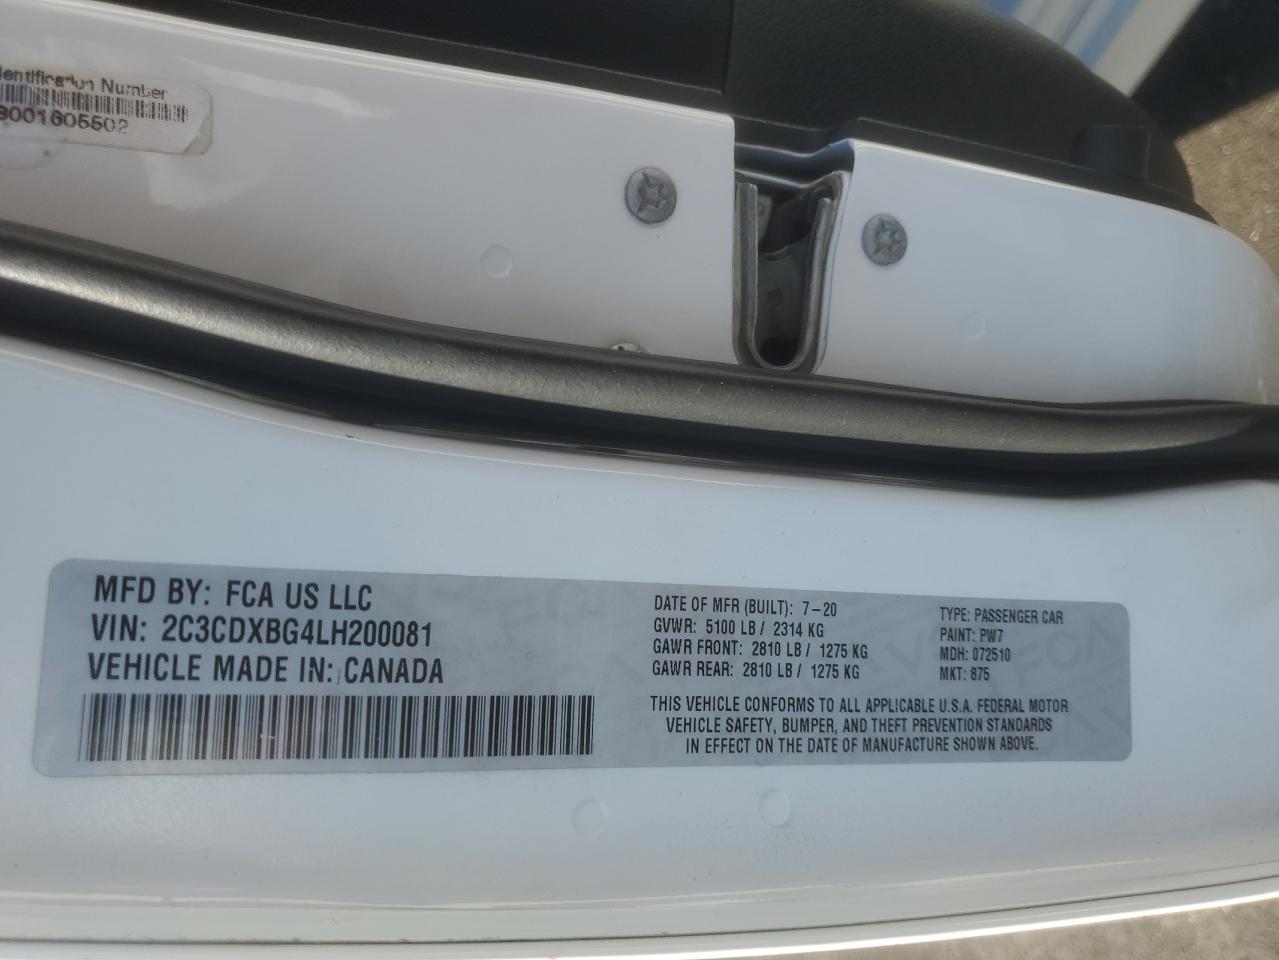 Number
001605502
MFD BY: FCA US LLC
VIN: 2C3CDXBG4LH200081
VEHICLE MADE IN: CANADA
DATE OF MFR (BUILT): 7-20
GVWR: 5100 LB / 2314 KG
GAWR FRONT: 2810 LB / 1275 KG
GAWR REAR: 2810 LB / 1275 KG
TYPE: PASSENGER CAR
PAINT: PW7
MDH: 072510
MKT: 875
THIS VEHICLE CONFORMS TO ALL APPLICABLE U.S.A. FEDERAL MOTOR
VEHICLE SAFETY, BUMPER, AND THEFT PREVENTION STANDARDS
IN EFFECT ON THE DATE OF MANUFACTURE SHOWN ABOVE.